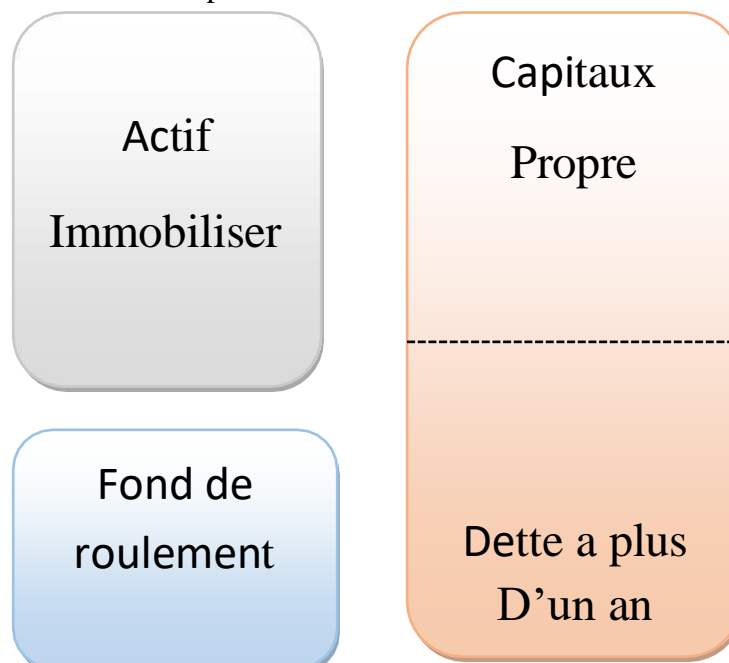 Actif
Immobiliser
Fond de
roulement
Capitaux
Propre
Dette a plus
D'un an